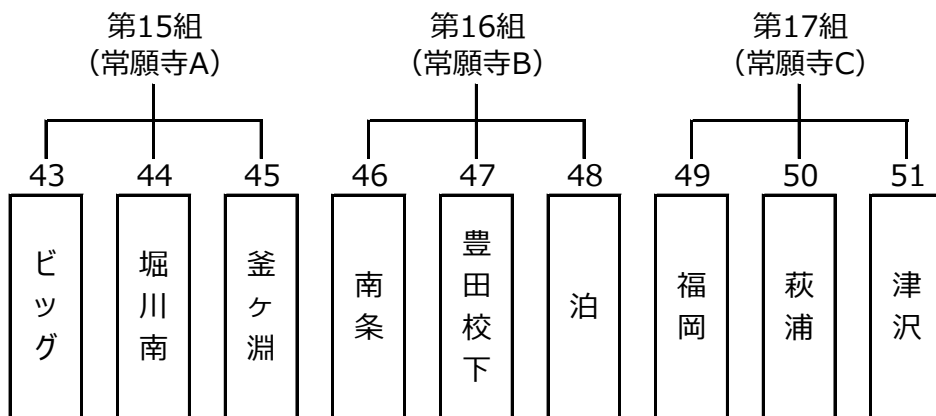 第15組
（常願寺A）
第16組
（常願寺B）
第17組
（常願寺C）
43
44
45
46
47
48
49
50
51
ビッグ
堀川南
釜ヶ淵
南条
豊田校下
泊
福岡
萩浦
津沢